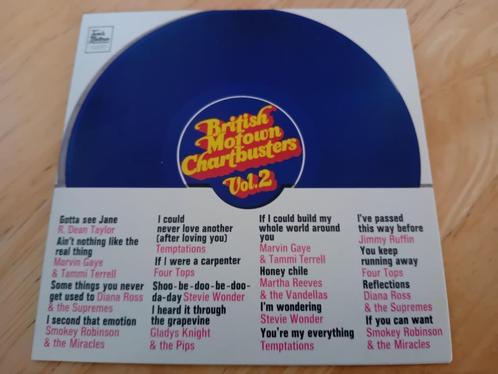 Tamla
Motown
British
Motown
Chartbusters
Vol.2
Gotta see Jane
R. Dean Taylor
Ain't nothing like the
real thing
Marvin Gaye
& Tammi Terrell
Some things you never
get used to Diana Ross
& the Supremes
I second that emotion
Smokey Robinson
& the Miracles
I could
never love another
(after loving you)
Temptations
If I were a carpenter
Four Tops
Shoo-be-doo-be-doo-
da-day Stevie Wonder
I heard it through
the grapevine
Gladys Knight
& the Pips
If I could build my
whole world around
you
Marvin Gaye
& Tammi Terrell
Honey chile
Martha Reeves
& the Vandellas
I'm wondering
Stevie Wonder
You're my everything
Temptations
I've passed
this way before
Jimmy Ruffin
You keep
running away
Four Tops
Reflections
Diana Ross
& the Supremes
If you can want
Smokey Robinson
& the Miracles